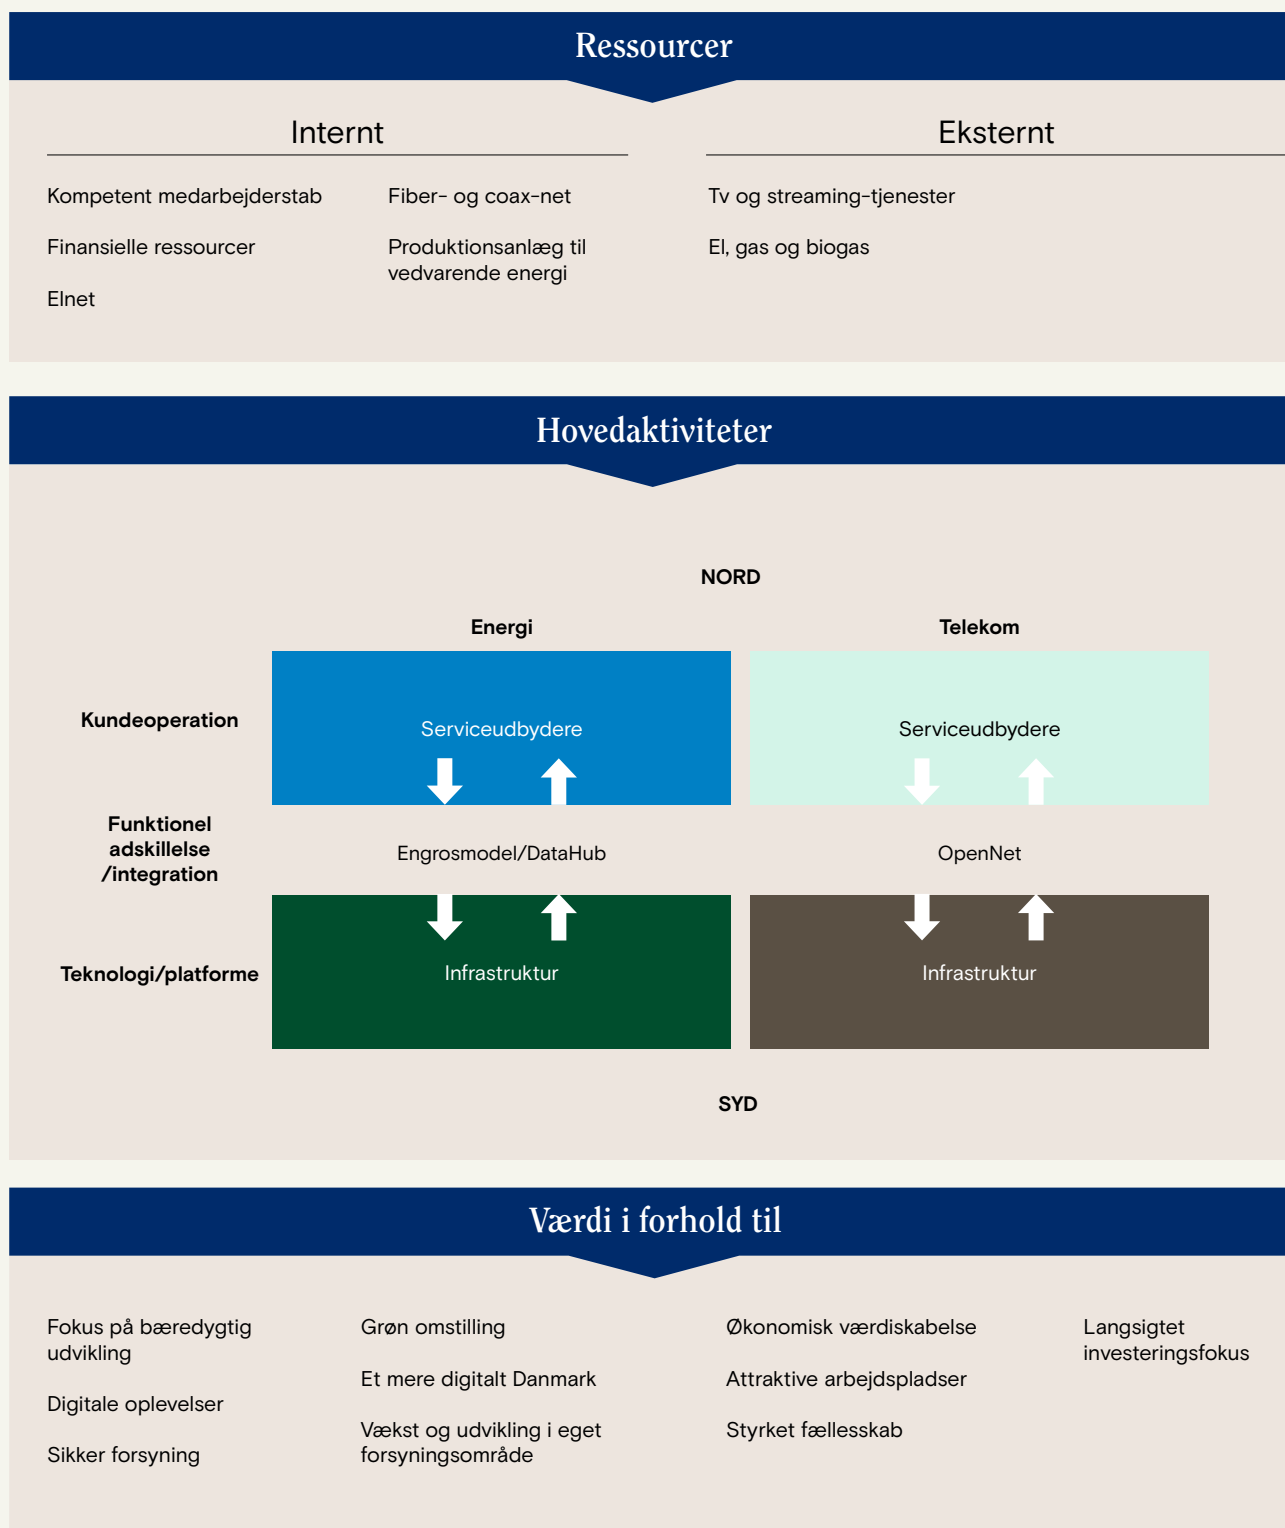 Ressourcer
Internt
Kompetent medarbejderstab
Finansielle ressourcer
Elnet
Fiber- og coax-net
Produktionsanlæg til
vedvarende energi
Eksternt
Tv og streaming-tjenester
El, gas og biogas
Hovedaktiviteter
NORD
Energi
Telekom
Kundeoperation
Serviceudbydere
Serviceudbydere
Funktionel
adskillelse
/integration
Engrosmodel/DataHub
OpenNet
Teknologi/platforme
Infrastruktur
Infrastruktur
SYD
Værdi i forhold til
Fokus på bæredygtig
udvikling
Digitale oplevelser
Sikker forsyning
Grøn omstilling
Et mere digitalt Danmark
Vækst og udvikling i eget
forsyningsområde
Økonomisk værdiskabelse
Attraktive arbejdspladser
Styrket fællesskab
Langsigtet
investeringsfokus